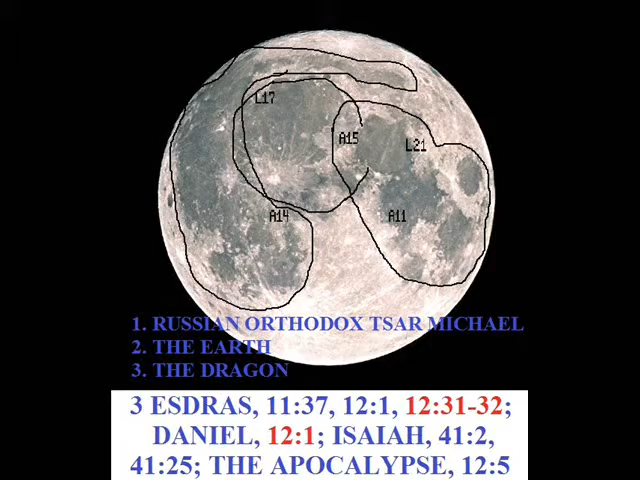 L17
A15
L21
A14
A11
1. RUSSIAN ORTHODOX TSAR MICHAEL
2. THE EARTH
3. THE DRAGON
3 ESDRAS, 11:37, 12:1, 12:31-32;
DANIEL, 12:1; ISAIAH, 41:2,
41:25; THE APOCALYPSE, 12:5